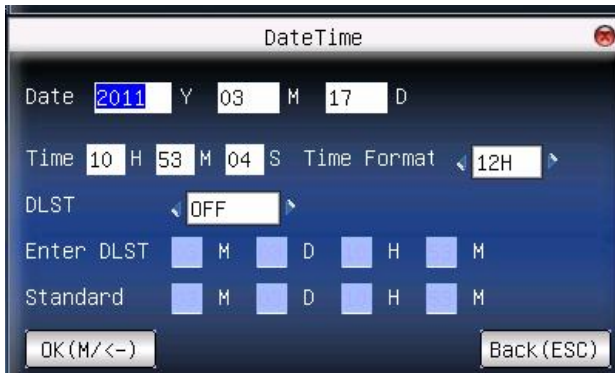 DateTime
Date 2011 Y 03 M 17 D
Time 10 H 53 M 04 S Time Format 12H
DLST OFF
Enter DLST M D H M
Standard M D H M
OK(M/<-) Back(ESC)